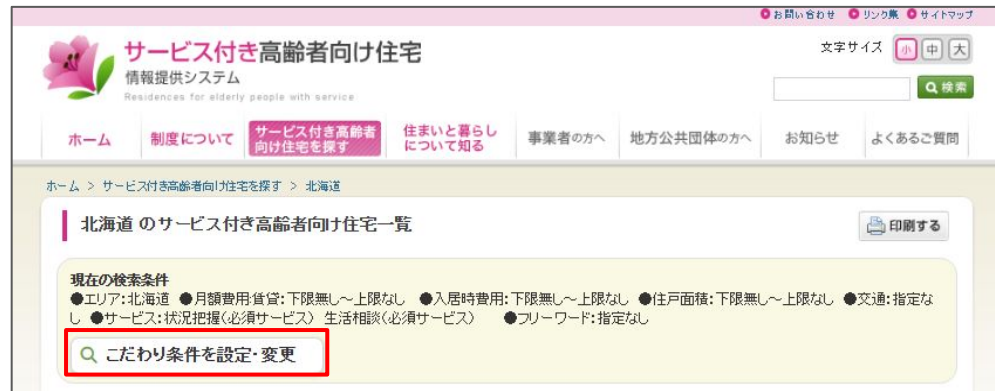 お問い合わせ リンク集 サイトマップ
サービス付き高齢者向け住宅
情報提供システム
Residences for elderly people with service
文字サイズ 小 中 大
検索
ホーム 制度について サービス付き高齢者向け住宅を探す 住まいと暮らしについて知る 事業者の方へ 地方公共団体の方へ お知らせ よくあるご質問
ホーム > サービス付き高齢者向け住宅を探す > 北海道
北海道 のサービス付き高齢者向け住宅一覧
印刷する
現在の検索条件
●エリア:北海道 ●月額費用:賃貸:下限無し～上限なし ●入居時費用:下限無し～上限なし ●住戸面積:下限無し～上限なし ●交通:指定な
し ●サービス:状況把握(必須サービス) 生活相談(必須サービス) ●フリーワード:指定なし
こだわり条件を設定・変更